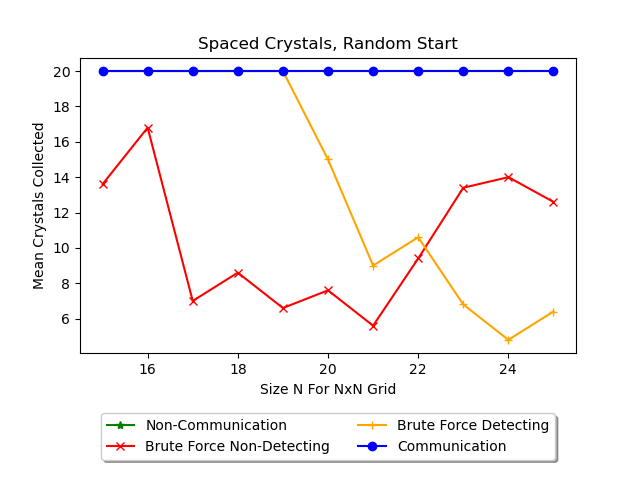 Spaced Crystals, Random Start
20
18
16
14
12
10
8
6
Mean Crystals Collected
16 18 20 22 24
Size N For NxN Grid
Non-Communication Brute Force Detecting
Brute Force Non-Detecting Communication